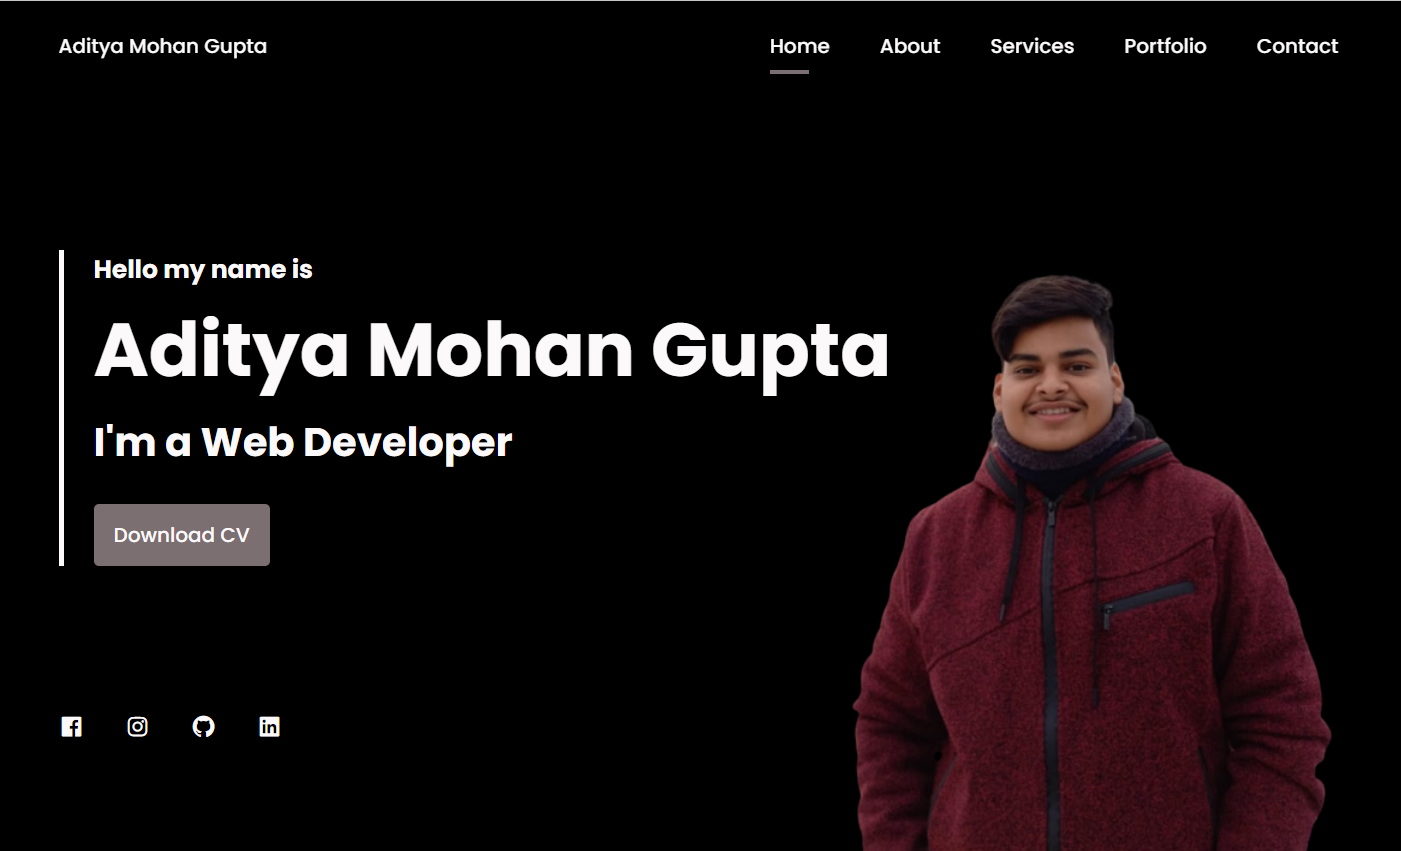 Aditya Mohan Gupta
Home About Services Portfolio Contact
Hello my name is
Aditya Mohan Gupta
I'm a Web Developer
Download CV